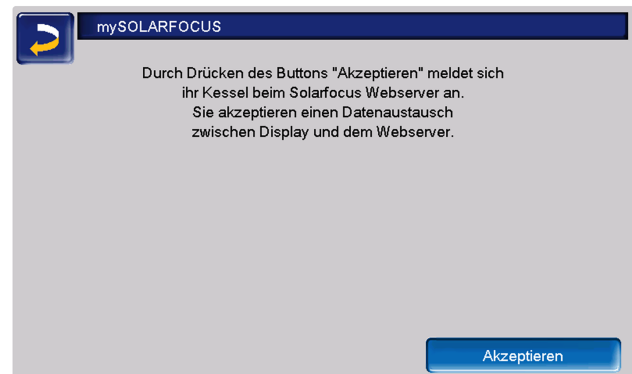 mySOLARFOCUS
Durch Drücken des Buttons "Akzeptieren" meldet sich
ihr Kessel beim Solarfocus Webserver an.
Sie akzeptieren einen Datenaustausch
zwischen Display und dem Webserver.
Akzeptieren